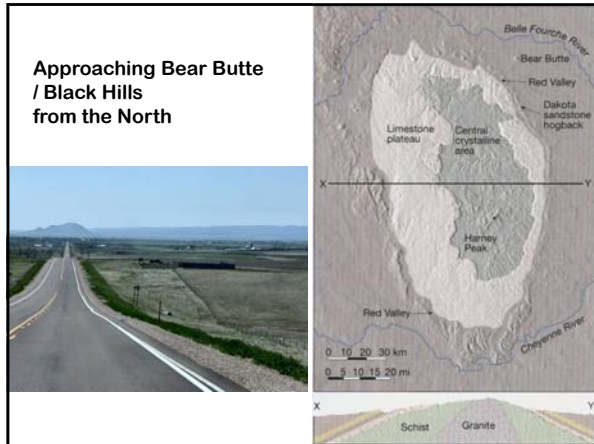 Approaching Bear Butte
/ Black Hills
from the North
Belle Fourche River
Bear Butte
Red Valley
Dakota
sandstone
hogback
Limestone
plateau
Central
crystalline
area
X
Y
Harney
Peak
Red Valley
Cheyenne River
0 10 20 30 km
0 5 10 15 20 mi
X
Y
Schist
Granite